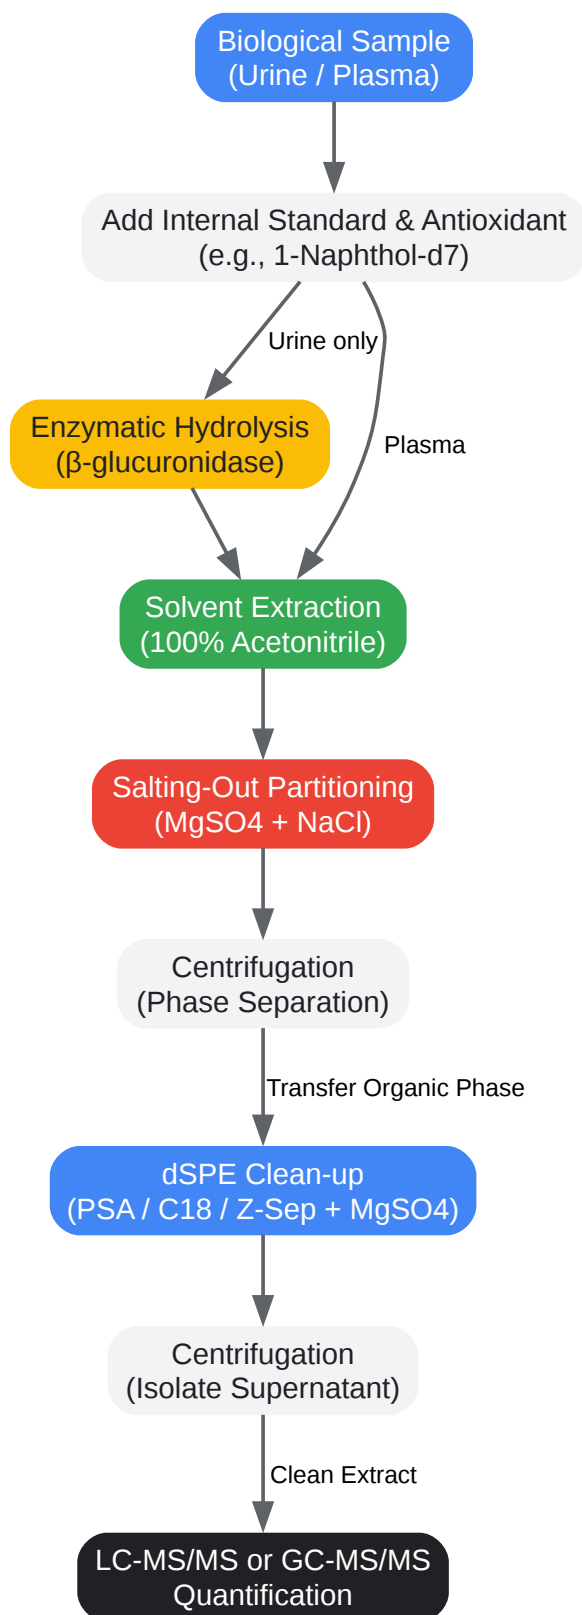 Biological Sample
(Urine / Plasma)
Add Internal Standard & Antioxidant
(e.g., 1-Naphthol-d7)
Urine only
Enzymatic Hydrolysis
(β-glucuronidase)
Plasma
Solvent Extraction
(100% Acetonitrile)
Salting-Out Partitioning
(MgSO4 + NaCl)
Centrifugation
(Phase Separation)
Transfer Organic Phase
dSPE Clean-up
(PSA / C18 / Z-Sep + MgSO4)
Centrifugation
(Isolate Supernatant)
Clean Extract
LC-MS/MS or GC-MS/MS
Quantification